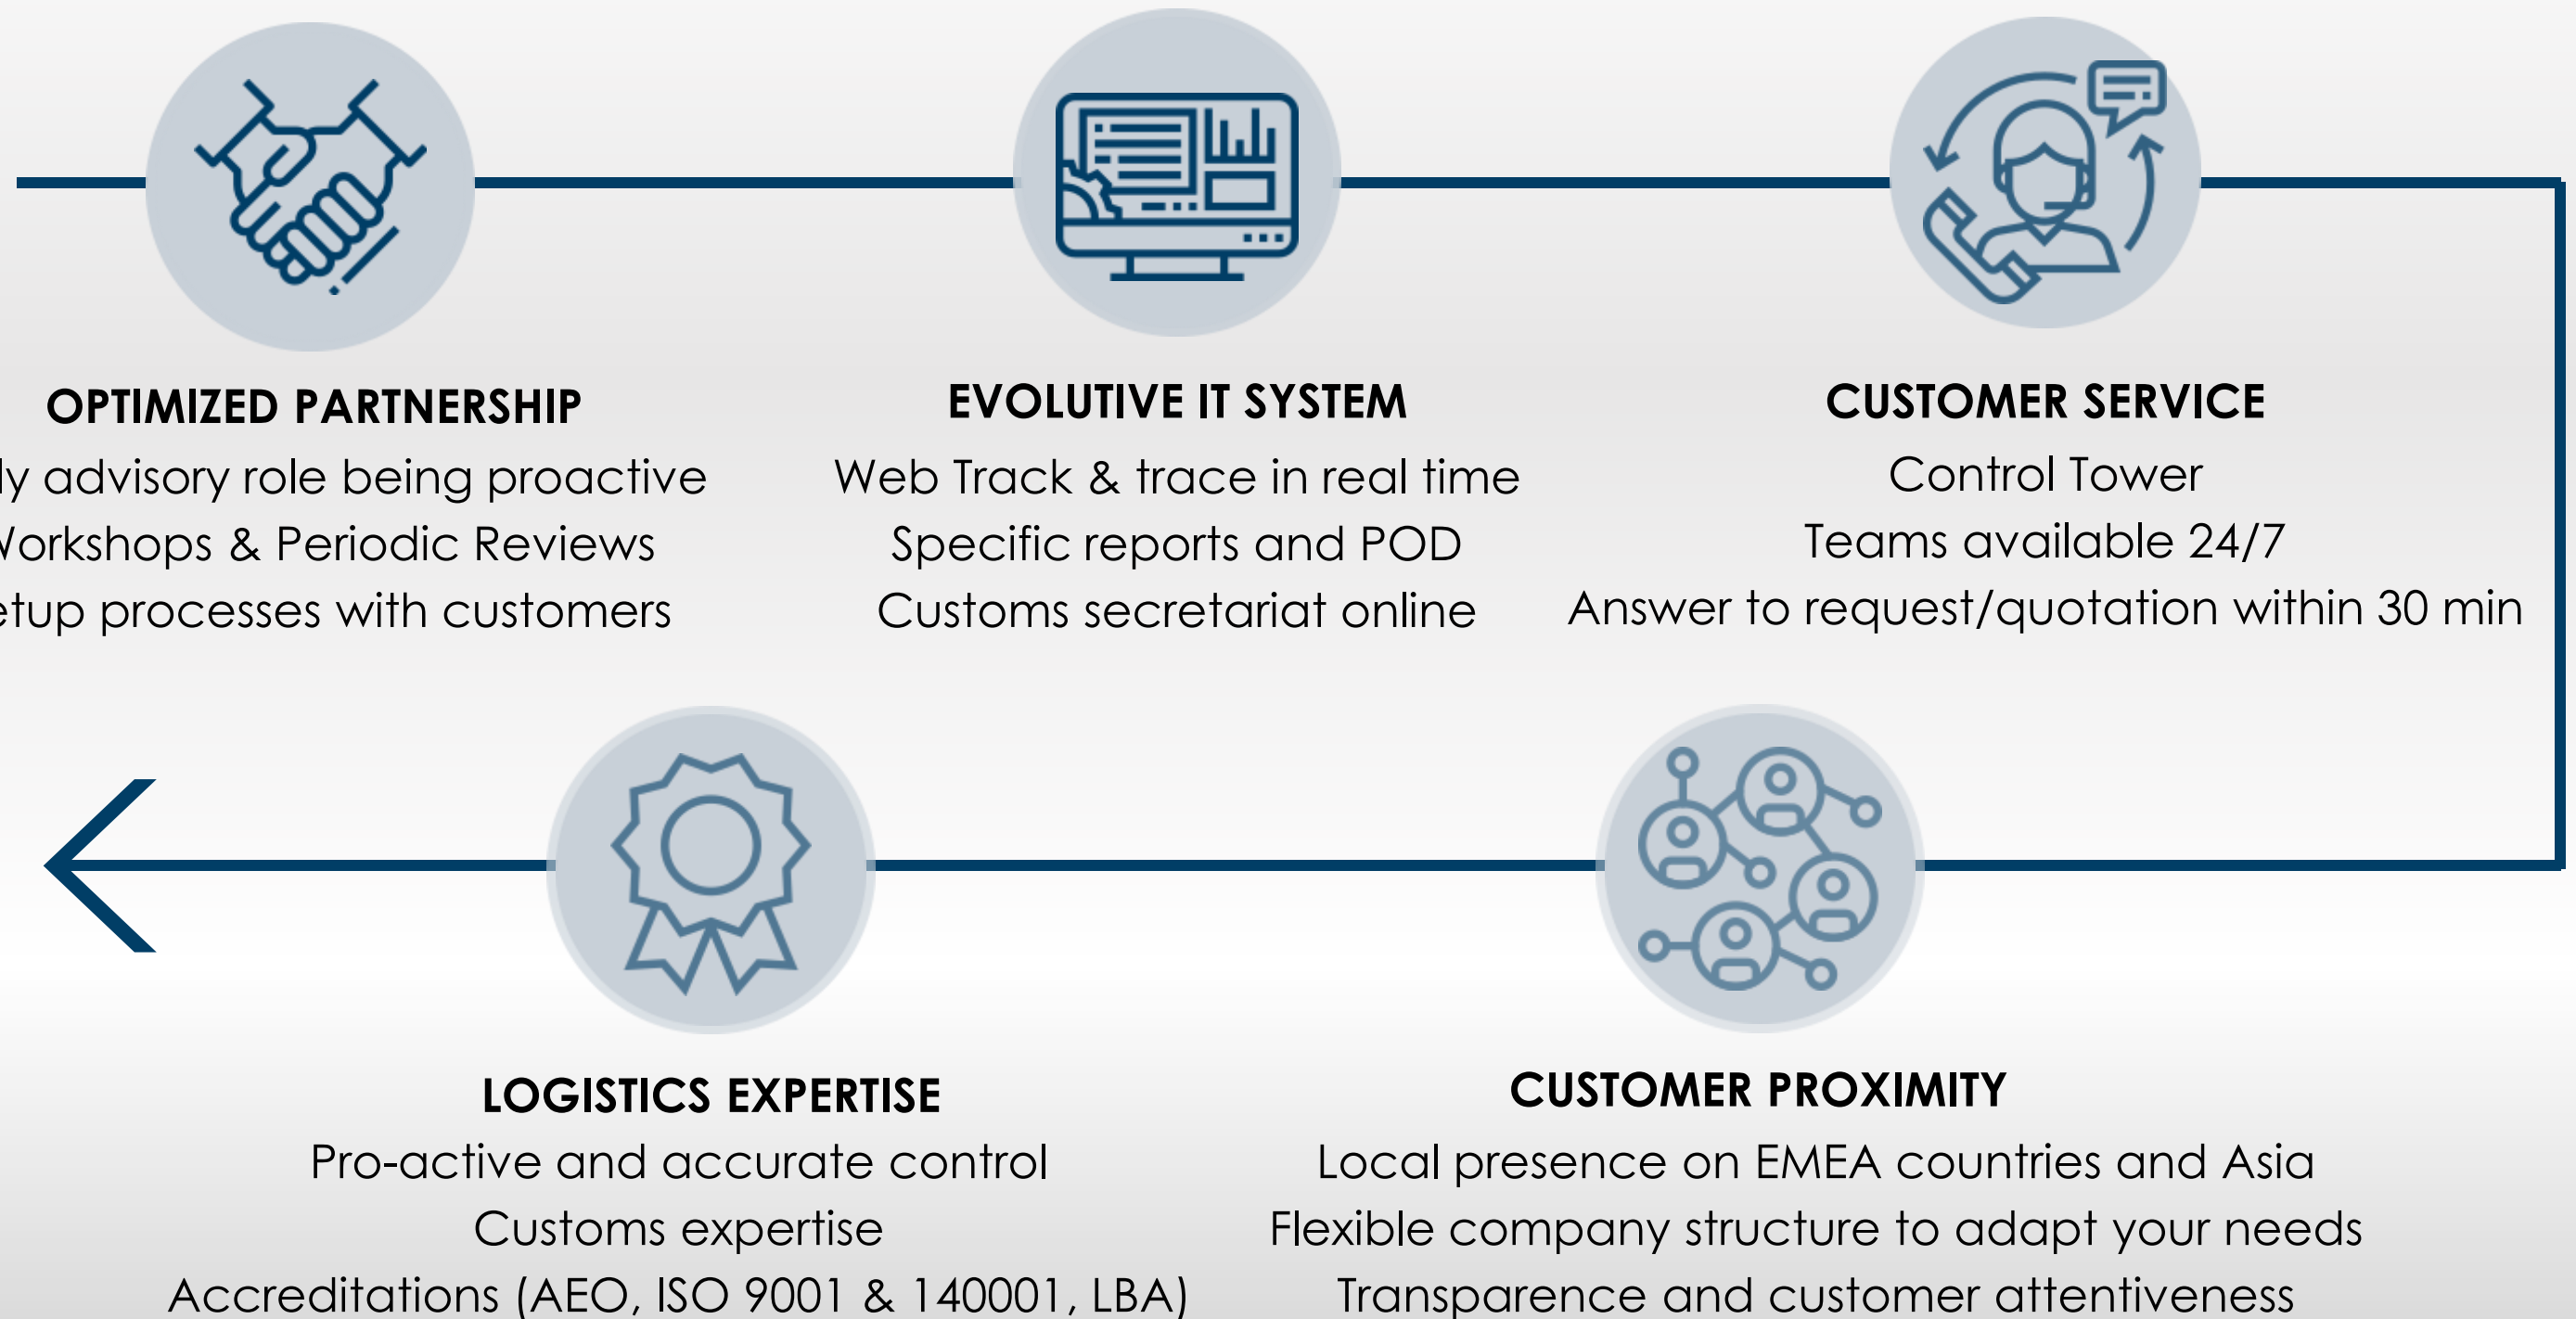 OPTIMIZED PARTNERSHIP
advisory role being proactive
& Periodic Reviews
processes with customers
EVOLUTIVE IT SYSTEM
Web Track & trace in real time
Specific reports and POD
Customs secretariat online
CUSTOMER SERVICE
Control Tower
Teams available 24/7
Answer to request/quotation within 30 min
LOGISTICS EXPERTISE
Pro-active and accurate control
Customs expertise
Accreditations (AEO, ISO 9001 & 140001, LBA)
CUSTOMER PROXIMITY
Local presence on EMEA countries and Asia
Flexible company structure to adapt your needs
Transparence and customer attentiveness